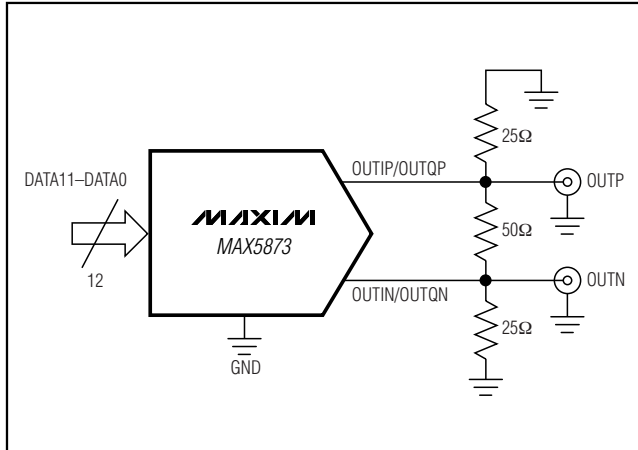 25Ω
OUTIP/OUTQP
DATA11–DATA0
OUTP
MAXIM
MAX5873
50Ω
12
OUTIN/OUTQN
OUTN
25Ω
GND